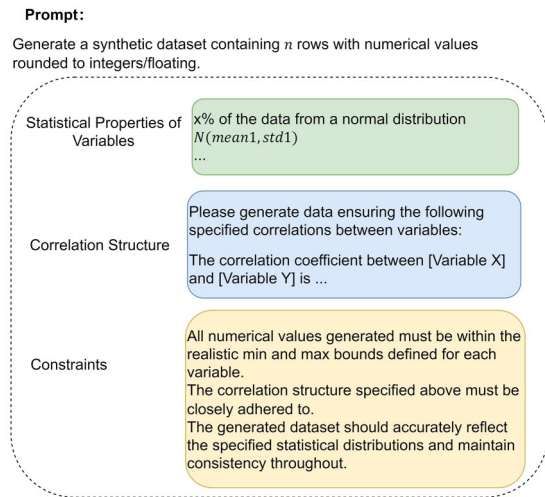 Prompt:
Generate a synthetic dataset containing n rows with numerical values
rounded to integers/floating.
Statistical Properties of
Variables
x% of the data from a normal distribution
N(mean1, std1)
...
Correlation Structure
Please generate data ensuring the following
specified correlations between variables:
The correlation coefficient between [Variable X]
and [Variable Y] is ...
Constraints
All numerical values generated must be within the
realistic min and max bounds defined for each
variable.
The correlation structure specified above must be
closely adhered to.
The generated dataset should accurately reflect
the specified statistical distributions and maintain
consistency throughout.